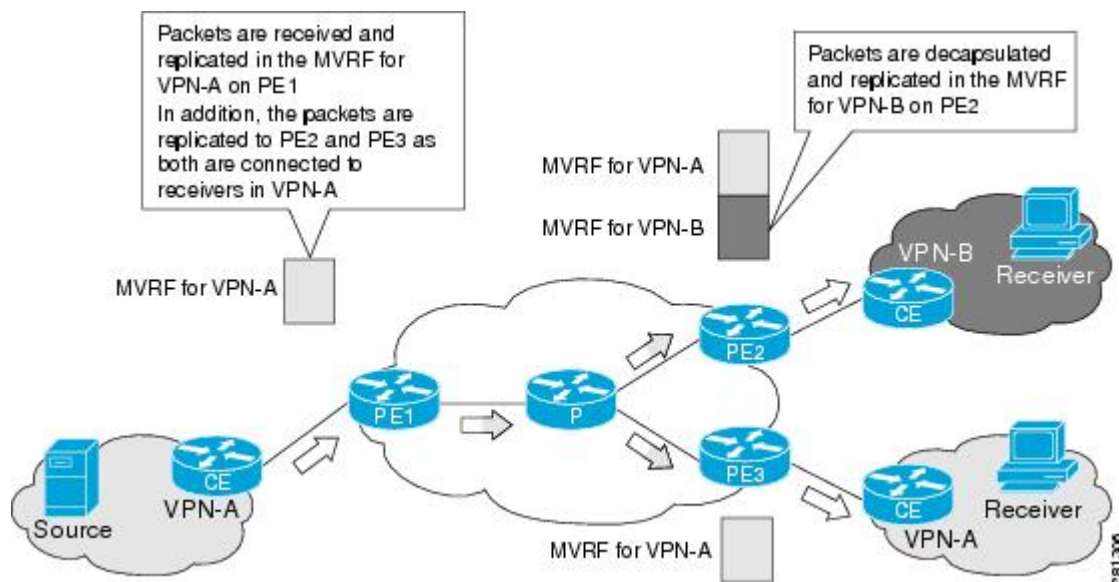 Packets are received and
replicated in the MVRF for
VPN-A on PE1
In addition, the packets are
replicated to PE2 and PE3 as
both are connected to
receivers in VPN-A
Packets are decapsulated
and replicated in the MVRF
for VPN-B on PE2
MVRF for VPN-A
MVRF for VPN-B
MVRF for VPN-A
VPN-B
Receiver
CE
PE2
PE1
P
PE3
CE
VPN-A
Source
CE
VPN-A
Receiver
MVRF for VPN-A